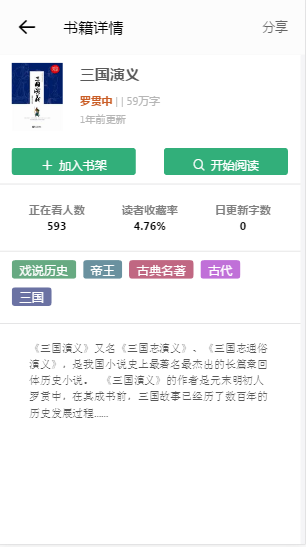 书籍详情
分享
三国演义
三国演义
罗贯中 | | 59万字
1年前更新
+ 加入书架
开始阅读
正在看人数
读者收藏率
日更新字数
593
4.76%
0
戏说历史
帝王
古典名著
古代
三国
《三国演义》又名《三国志演义》、《三国志通俗
演义》，是我国小说史上最著名最杰出的长篇章回
体历史小说。 《三国演义》的作者是元末明初人
罗贯中，在其成书前，三国故事已经历了数百年的
历史发展过程……